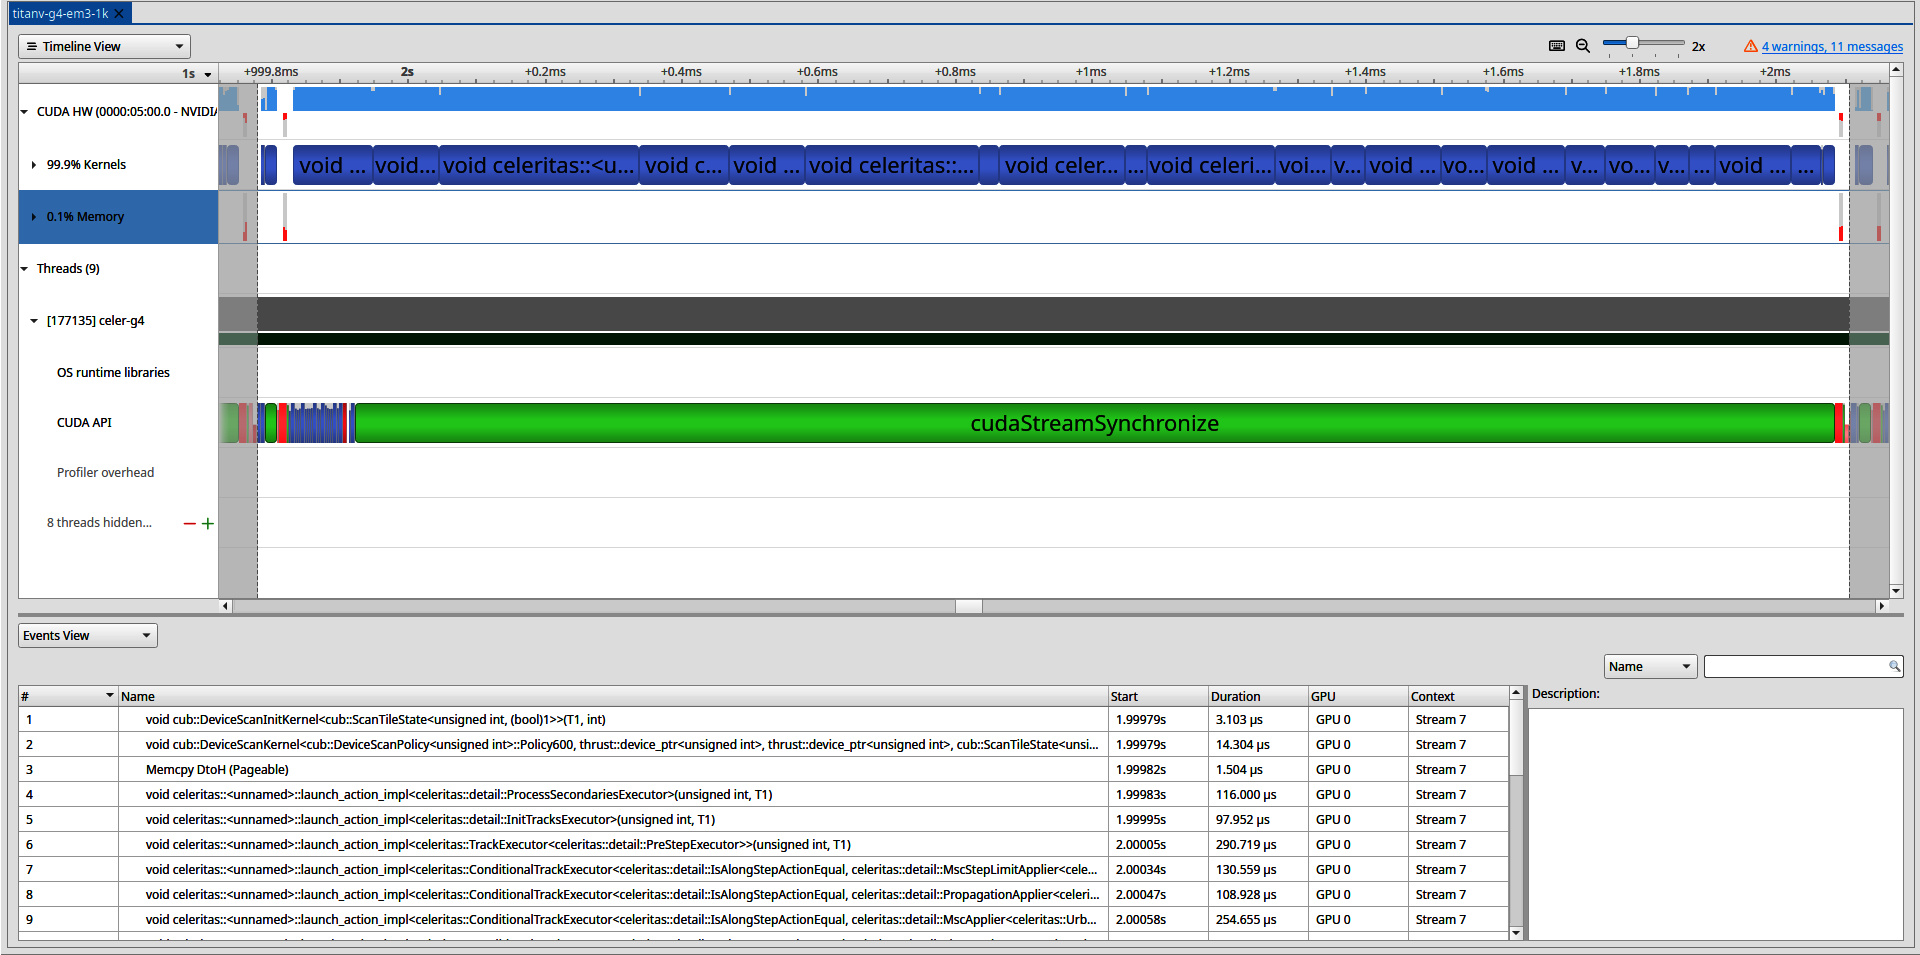 titanv-g4-em3-1k
Timeline View
2x
4 warnings, 11 messages
1s
+999.8ms 2s +0.2ms +0.4ms +0.6ms +0.8ms +1ms +1.2ms +1.4ms +1.6ms +1.8ms +2ms
CUDA HW (0000:05:00.0 - NVIDIA
99.9% Kernels
void ... void... void celeritas::<u... void c... void ... void celeritas::... void celer... ... void celeri... voi... v... void ... vo... void ... v... vo... v... ... void ... ...
0.1% Memory
Threads (9)
[177135] celer-g4
OS runtime libraries
CUDA API
cudaStreamSynchronize
Profiler overhead
8 threads hidden...
Events View
Name
# Name Start Duration GPU Context
Description:
1 void cub::DeviceScanInitKernel<cub::ScanTileState<unsigned int, (bool)1>>(T1, int) 1.99979s 3.103 μs GPU 0 Stream 7
2 void cub::DeviceScanKernel<cub::DeviceScanPolicy<unsigned int>::Policy600, thrust::device_ptr<unsigned int>, thrust::device_ptr<unsigned int>, cub::ScanTileState<unsi... 1.99979s 14.304 μs GPU 0 Stream 7
3 Memcpy DtoH (Pageable) 1.99982s 1.504 μs GPU 0 Stream 7
4 void celeritas::<unnamed>::launch_action_impl<celeritas::detail::ProcessSecondariesExecutor>(unsigned int, T1) 1.99983s 116.000 μs GPU 0 Stream 7
5 void celeritas::<unnamed>::launch_action_impl<celeritas::detail::InitTracksExecutor>(unsigned int, T1) 1.99995s 97.952 μs GPU 0 Stream 7
6 void celeritas::<unnamed>::launch_action_impl<celeritas::TrackExecutor<celeritas::detail::PreStepExecutor>>(unsigned int, T1) 2.00005s 290.719 μs GPU 0 Stream 7
7 void celeritas::<unnamed>::launch_action_impl<celeritas::ConditionalTrackExecutor<celeritas::detail::IsAlongStepActionEqual, celeritas::detail::MscStepLimitApplier<cele... 2.00034s 130.559 μs GPU 0 Stream 7
8 void celeritas::<unnamed>::launch_action_impl<celeritas::ConditionalTrackExecutor<celeritas::detail::IsAlongStepActionEqual, celeritas::detail::PropagationApplier<celeri... 2.00047s 108.928 μs GPU 0 Stream 7
9 void celeritas::<unnamed>::launch_action_impl<celeritas::ConditionalTrackExecutor<celeritas::detail::IsAlongStepActionEqual, celeritas::detail::MscApplier<celeritas::Urb... 2.00058s 254.655 μs GPU 0 Stream 7